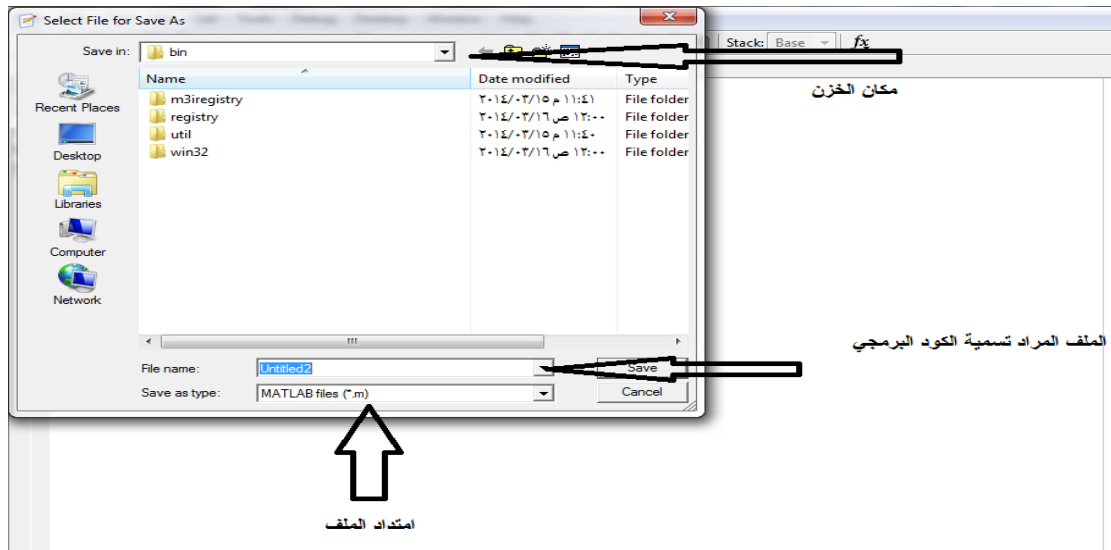 Select File for Save As
Save in: bin
Stack: Base fx
Name Date modified Type
مكان الخزن
m3iregistry ٢٠١٤/٠٣/١٥ م ١١:٤١ File folder
registry ٢٠١٤/٠٣/١٦ ص ١٢:٠٠ File folder
util ٢٠١٤/٠٣/١٥ م ١١:٤٠ File folder
win32 ٢٠١٤/٠٣/١٦ ص ١٢:٠٠ File folder
Recent Places
Desktop
Libraries
Computer
Network
الملف المراد تسمية الكود البرمجي
File name: Untitled2 Save
Save as type: MATLAB files (*.m) Cancel
امتداد الملف